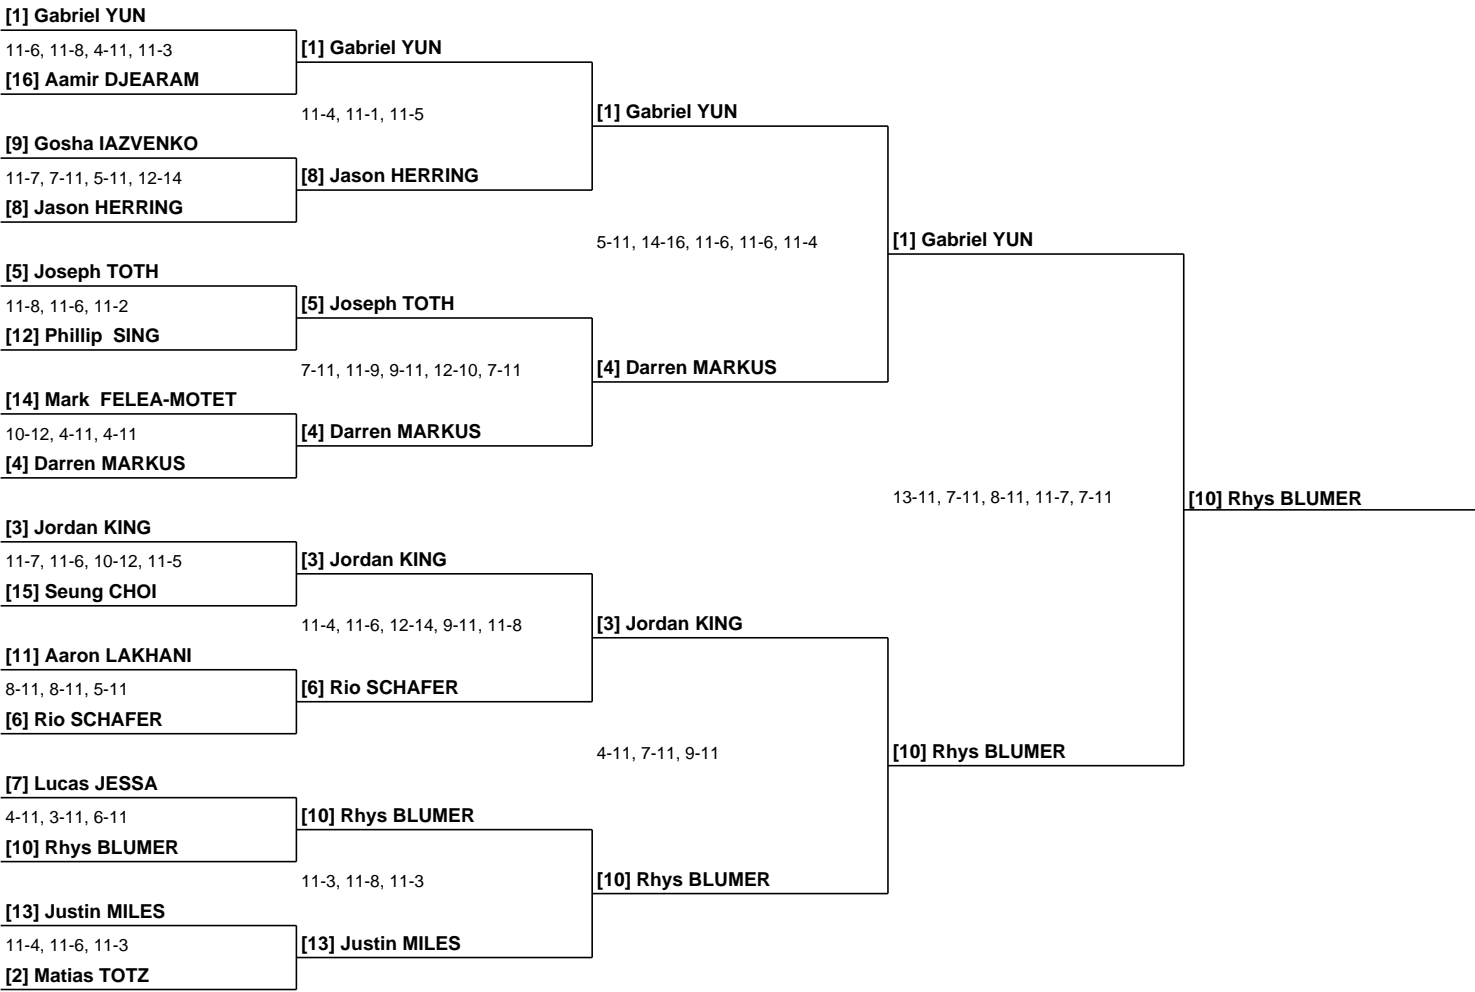 [1] Gabriel YUN
11-6, 11-8, 4-11, 11-3
[16] Aamir DJEARAM
[9] Gosha IAZVENKO
11-7, 7-11, 5-11, 12-14
[8] Jason HERRING
[5] Joseph TOTH
11-8, 11-6, 11-2
[12] Phillip  SING
[14] Mark  FELEA-MOTET
10-12, 4-11, 4-11
[4] Darren MARKUS
[3] Jordan KING
11-7, 11-6, 10-12, 11-5
[15] Seung CHOI
[11] Aaron LAKHANI
8-11, 8-11, 5-11
[6] Rio SCHAFER
[7] Lucas JESSA
4-11, 3-11, 6-11
[10] Rhys BLUMER
[13] Justin MILES
11-4, 11-6, 11-3
[2] Matias TOTZ
[1] Gabriel YUN
11-4, 11-1, 11-5
[8] Jason HERRING
[5] Joseph TOTH
7-11, 11-9, 9-11, 12-10, 7-11
[4] Darren MARKUS
[3] Jordan KING
11-4, 11-6, 12-14, 9-11, 11-8
[6] Rio SCHAFER
[10] Rhys BLUMER
11-3, 11-8, 11-3
[13] Justin MILES
[1] Gabriel YUN
5-11, 14-16, 11-6, 11-6, 11-4
[4] Darren MARKUS
[3] Jordan KING
4-11, 7-11, 9-11
[10] Rhys BLUMER
[1] Gabriel YUN
13-11, 7-11, 8-11, 11-7, 7-11
[10] Rhys BLUMER
[10] Rhys BLUMER